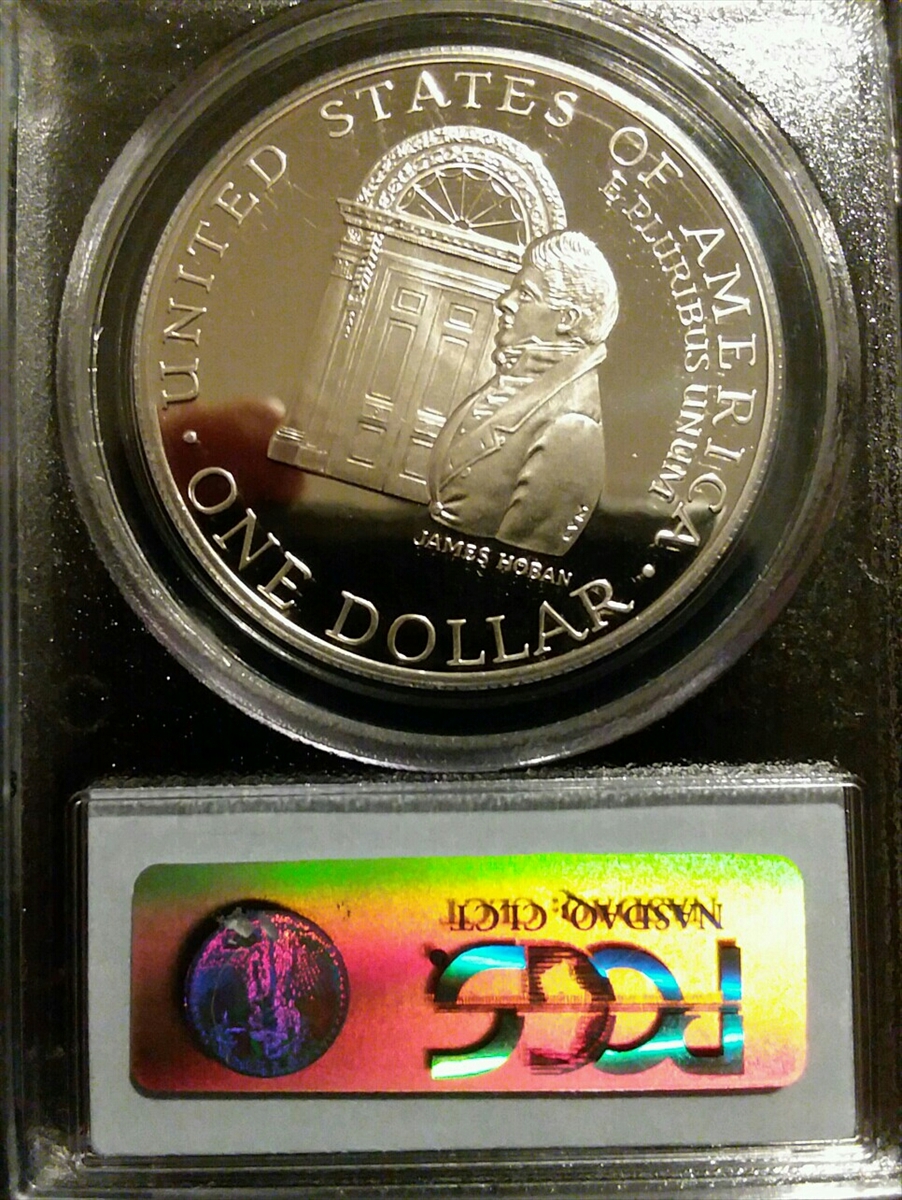 UNITED STATES OF AMERICA
E PLURIBUS UNUM
JAMES HOBAN
· ONE DOLLAR ·
NASDAQ: CLCT
PCGS